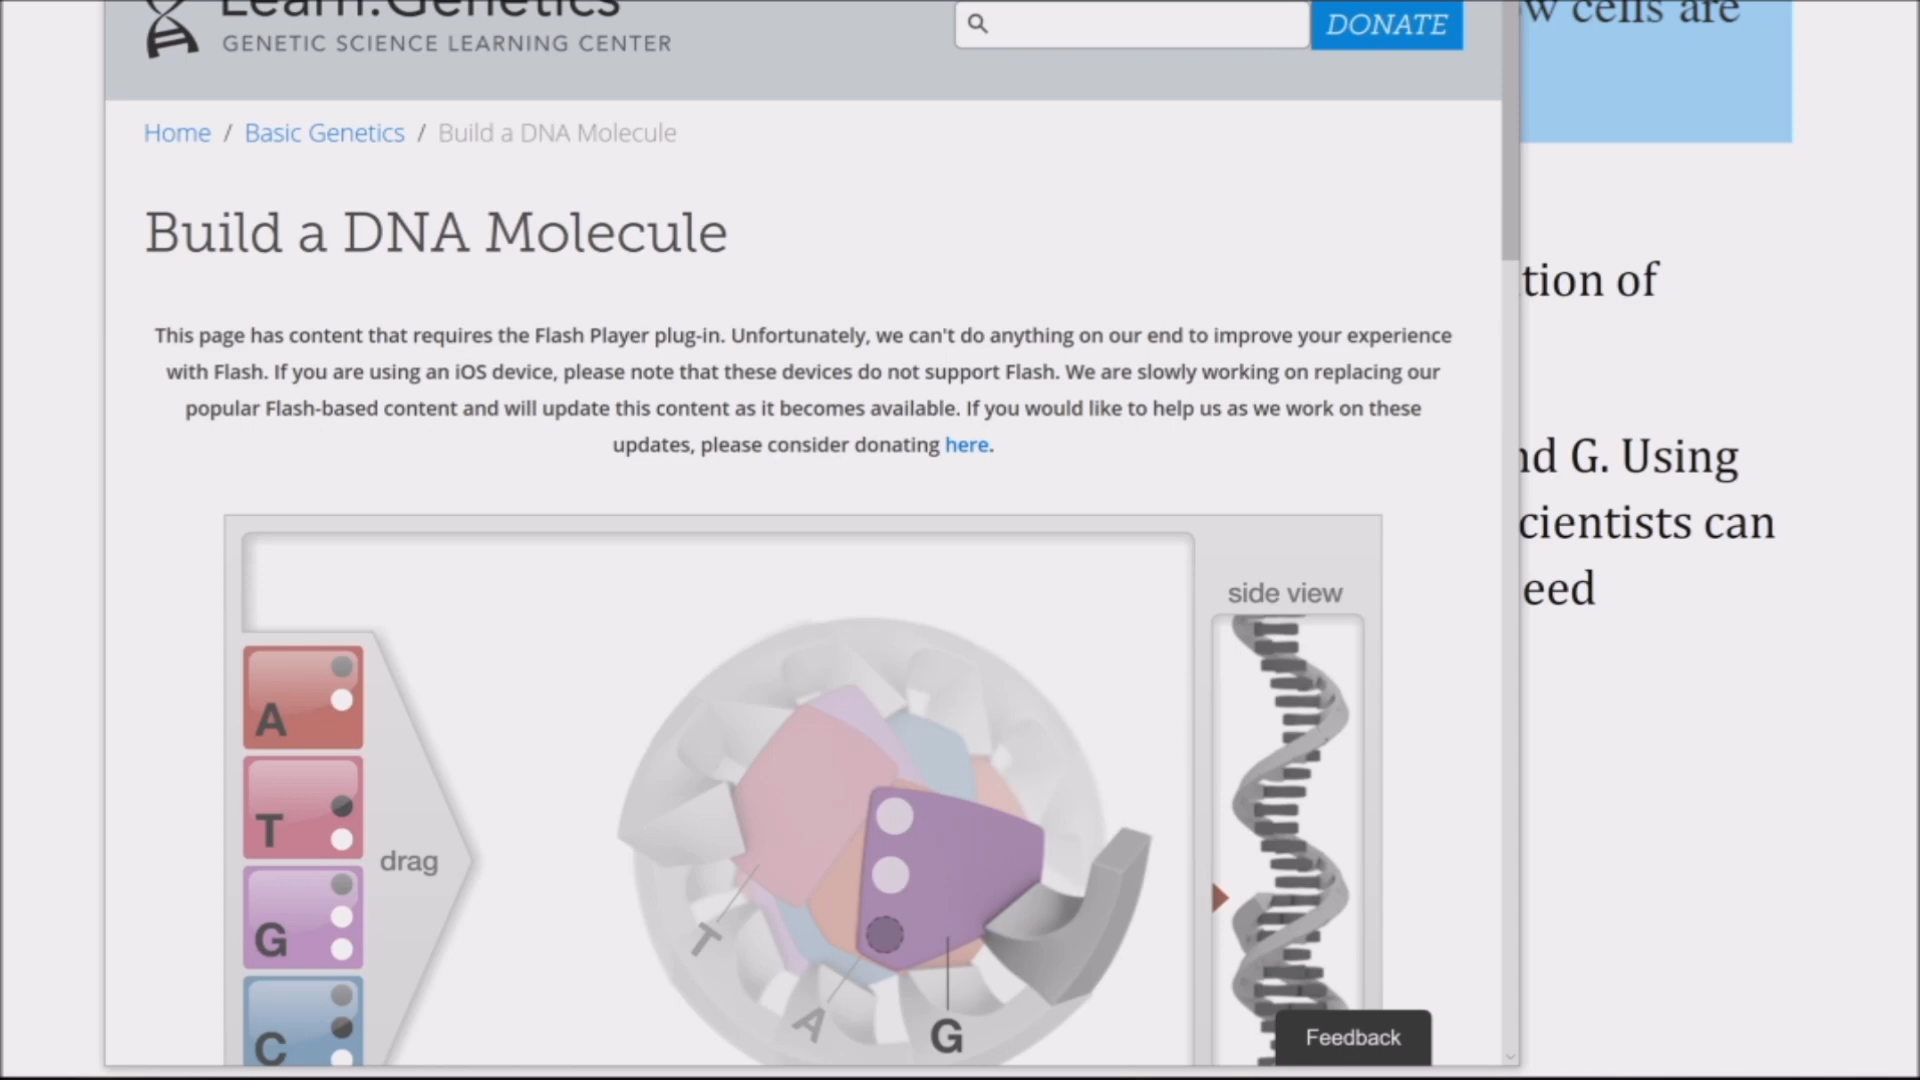 Learn.Genetics
GENETIC SCIENCE LEARNING CENTER
DONATE
cells are
Home / Basic Genetics / Build a DNA Molecule
Build a DNA Molecule
This page has content that requires the Flash Player plug-in. Unfortunately, we can't do anything on our end to improve your experience
with Flash. If you are using an iOS device, please note that these devices do not support Flash. We are slowly working on replacing our
popular Flash-based content and will update this content as it becomes available. If you would like to help us as we work on these
updates, please consider donating here.
tion of
nd G. Using
cientists can
eed
side view
A
T
drag
G
C
T
A
G
Feedback